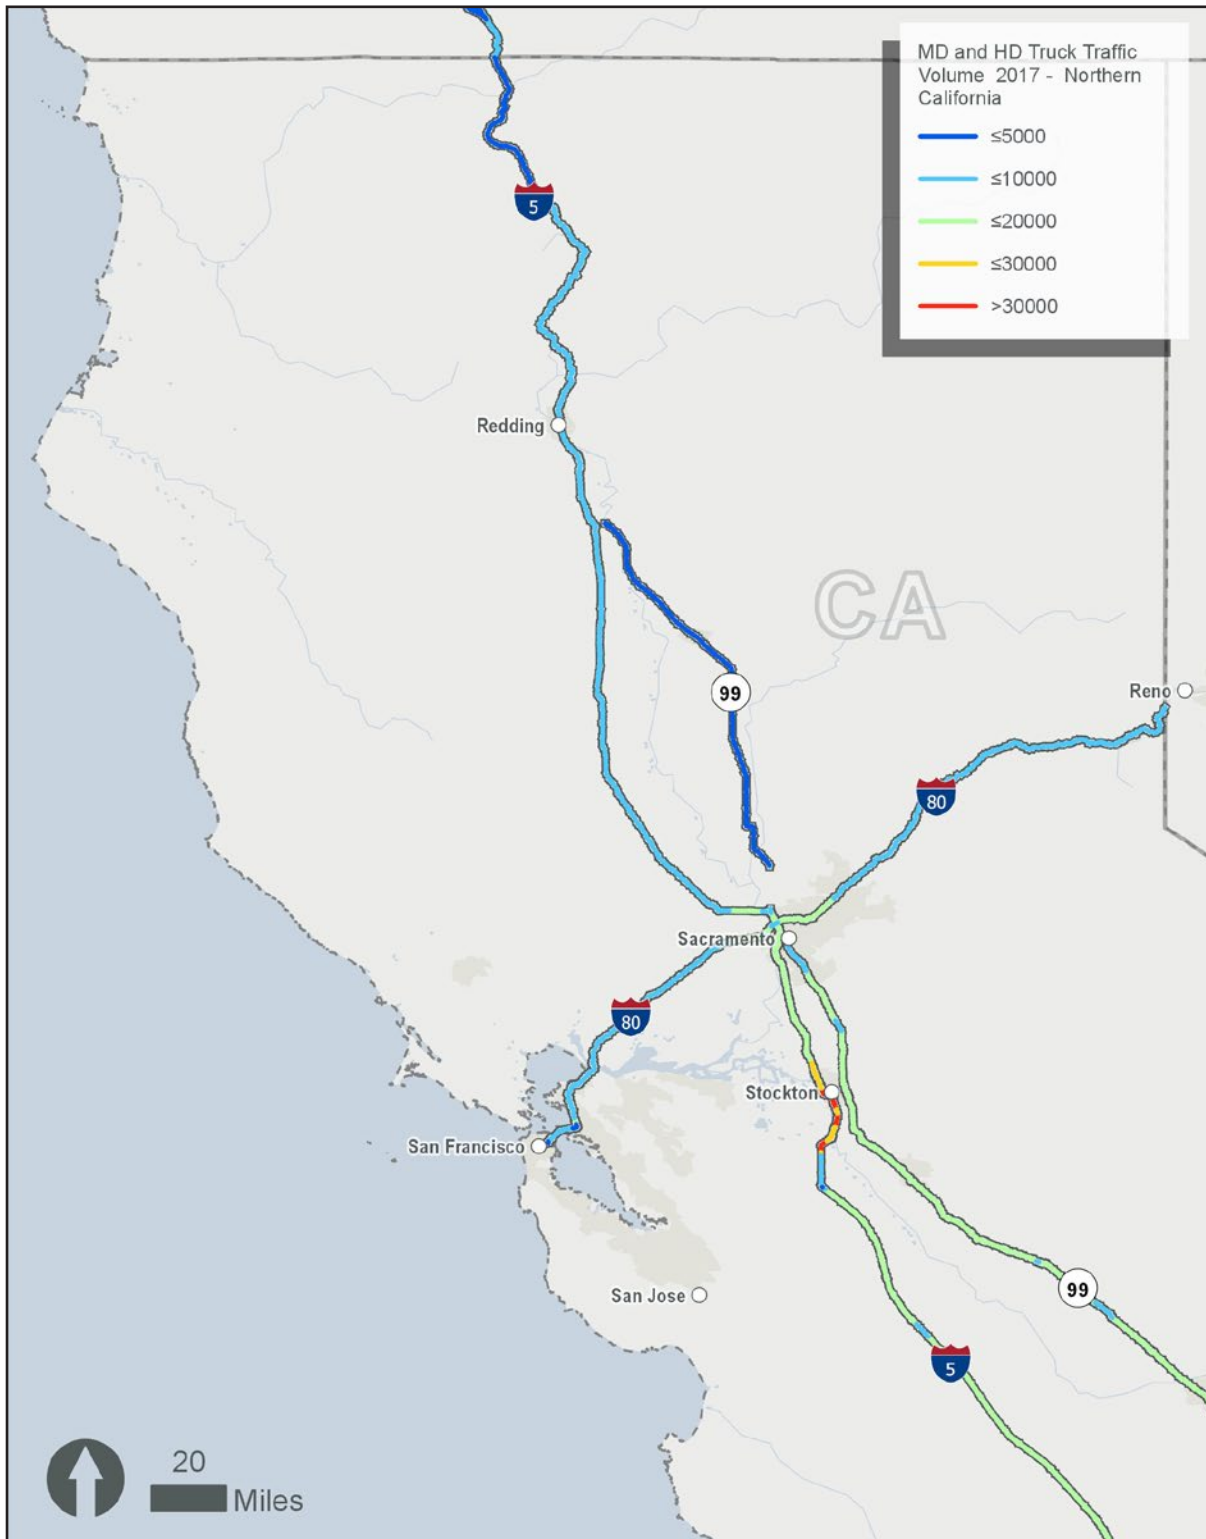 MD and HD Truck Traffic
Volume 2017 - Northern
California
≤5000
≤10000
≤20000
≤30000
>30000
5
Redding
CA
99
Reno
80
Sacramento
80
Stockton
San Francisco
99
San Jose
5
20
Miles